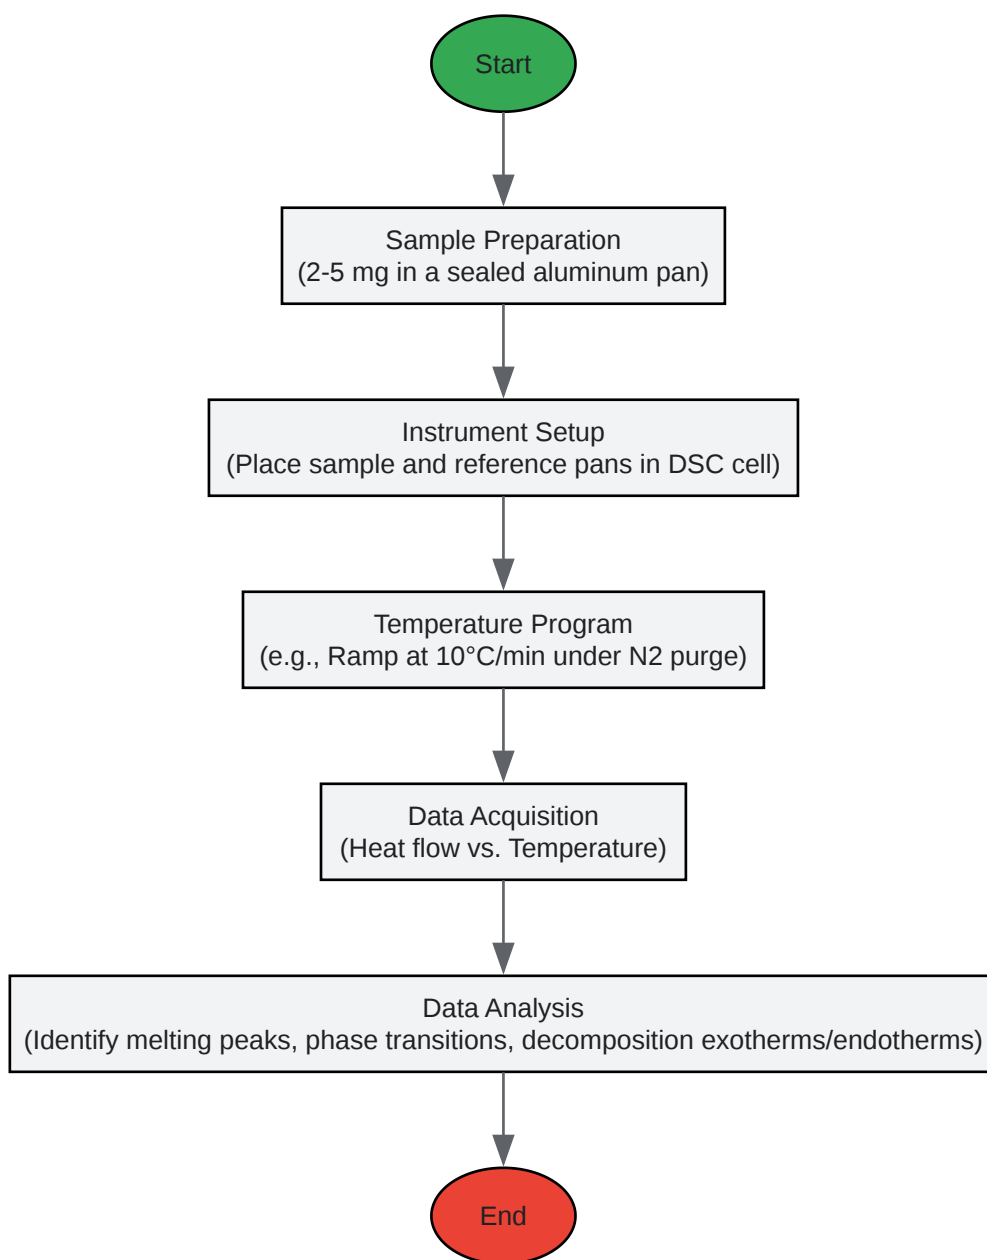 Start
Sample Preparation
(2-5 mg in a sealed aluminum pan)
Instrument Setup
(Place sample and reference pans in DSC cell)
Temperature Program
(e.g., Ramp at 10°C/min under N2 purge)
Data Acquisition
(Heat flow vs. Temperature)
Data Analysis
(Identify melting peaks, phase transitions, decomposition exotherms/endotherms)
End